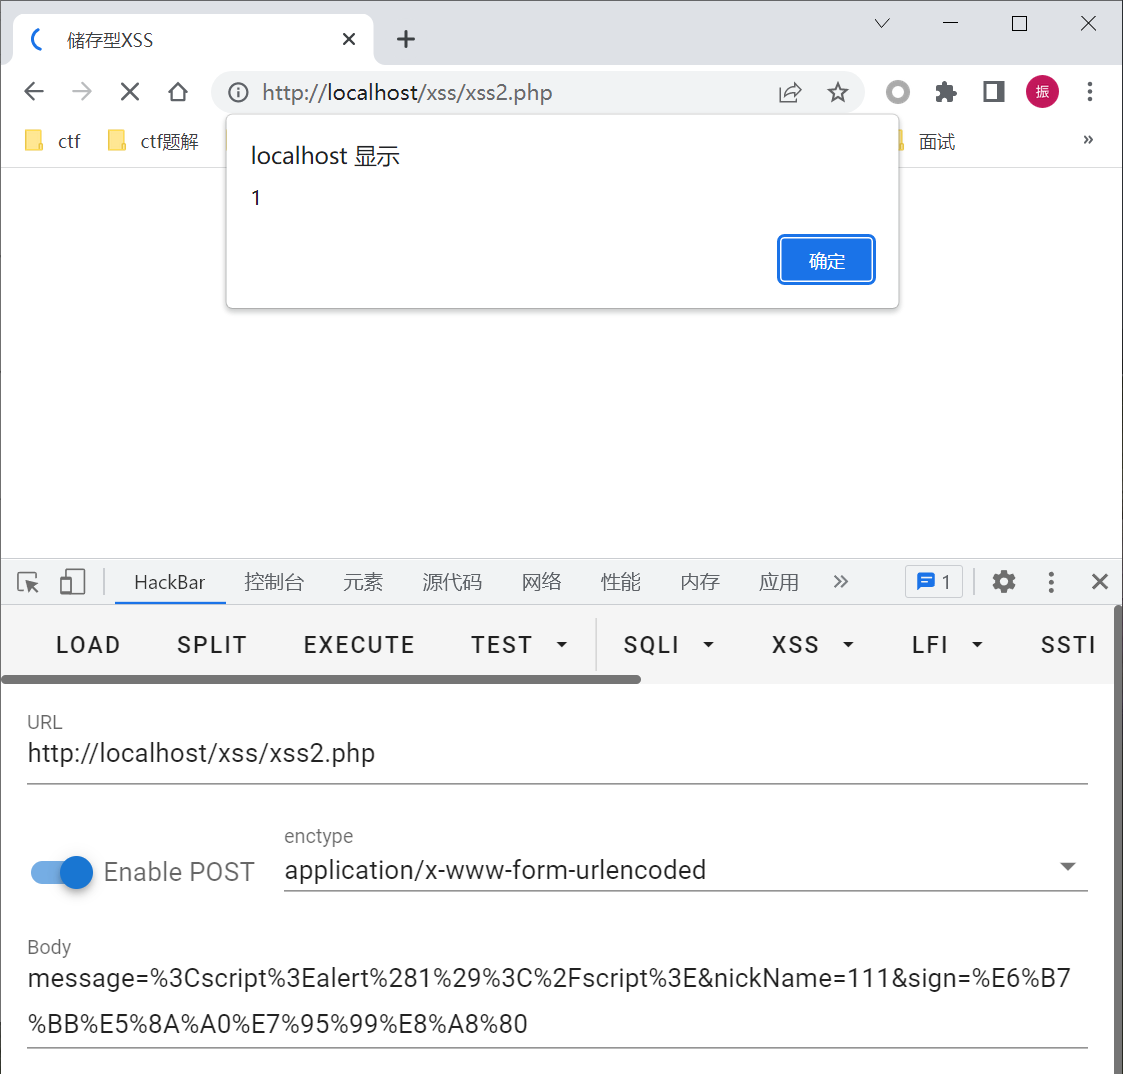 储存型XSS
http://localhost/xss/xss2.php
振
ctf
ctf题解
面试
»
localhost 显示
1
确定
HackBar 控制台 元素 源代码 网络 性能 内存 应用 » 1
LOAD SPLIT EXECUTE TEST SQLI XSS LFI SSTI
URL
http://localhost/xss/xss2.php
enctype
Enable POST application/x-www-form-urlencoded
Body
message=%3Cscript%3Ealert%281%29%3C%2Fscript%3E&nickName=111&sign=%E6%B7
%BB%E5%8A%A0%E7%95%99%E8%A8%80